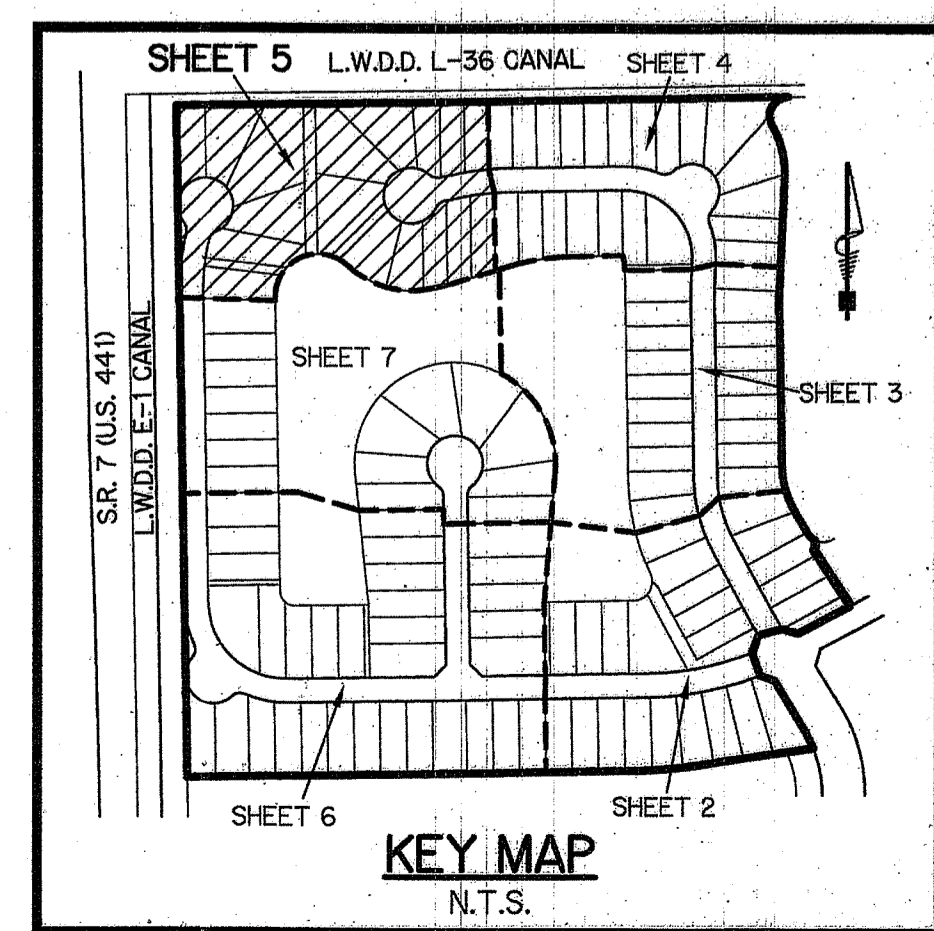 SHEET 5
L.W.D.D. L-36 CANAL
SHEET 4
S.R. 7 (U.S. 441)
L.W.D.D. E-1 CANAL
SHEET 7
SHEET 3
SHEET 6
SHEET 2
KEY MAP
N.T.S.